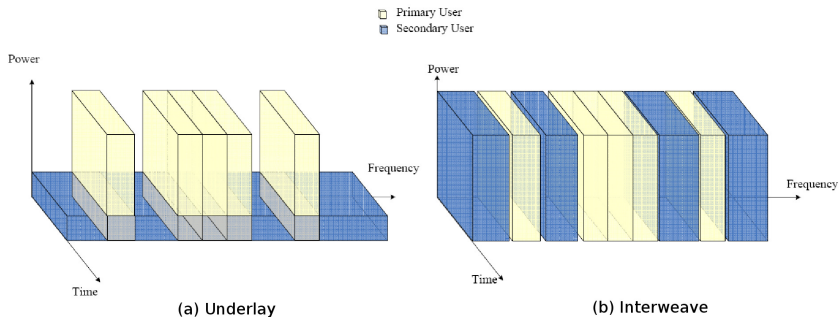 Primary User
Secondary User
Power
Frequency
Time
(a) Underlay
Power
Frequency
Time
(b) Interweave